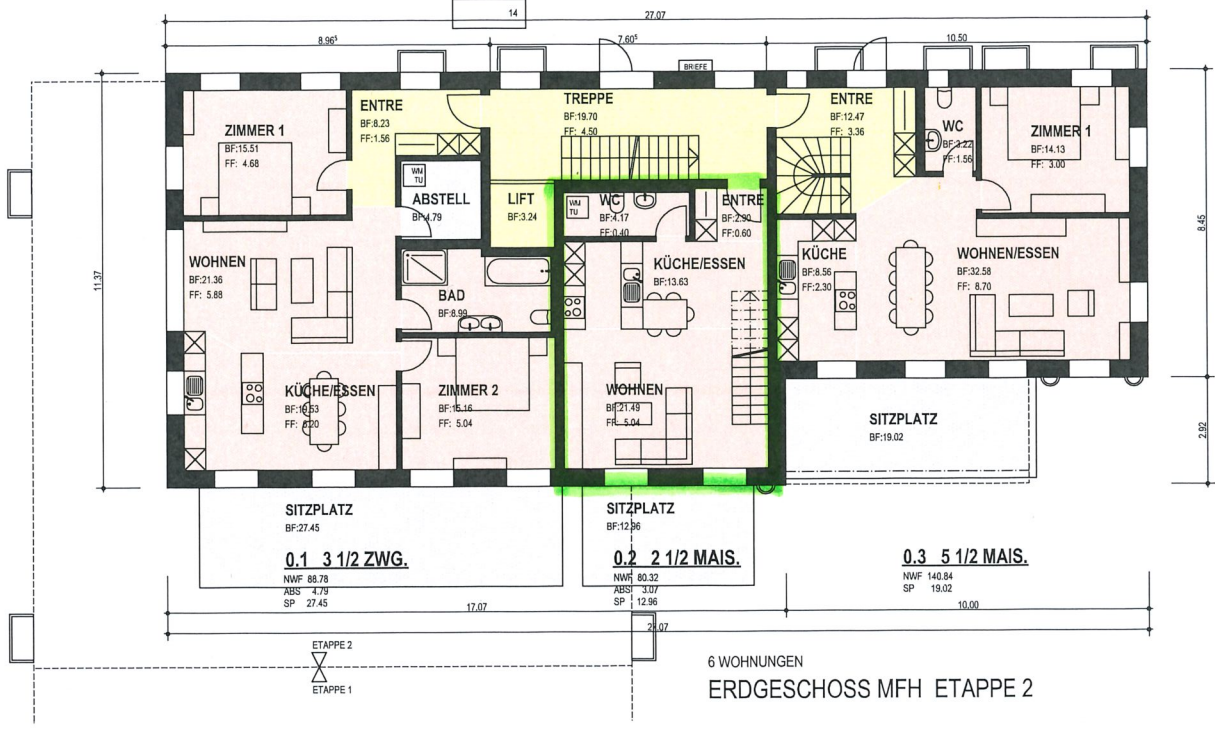 14
27.07
8.96⁵
7.60⁵
10.50
BRIEFE
ZIMMER 1
BF:15.51
FF: 4.68
ENTRE
BF:8.23
FF:1.56
TREPPE
BF:19.70
FF: 4.50
ENTRE
BF:12.47
FF: 3.36
WC
BF:3.22
FF:1.56
ZIMMER 1
BF:14.13
FF: 3.00
WM
TU
ABSTELL
BF:4.79
LIFT
BF:3.24
WM
TU
WC
BF:4.17
FF:0.40
ENTRE
BF:2.90
FF:0.60
WOHNEN
BF:21.36
FF: 5.88
BAD
BF:8.99
KÜCHE/ESSEN
BF:13.63
KÜCHE
BF:8.56
FF:2.30
WOHNEN/ESSEN
BF:32.58
FF: 8.70
11.37
8.45
KÜCHE/ESSEN
BF:19.53
FF: 6.20
ZIMMER 2
BF:15.16
FF: 5.04
WOHNEN
BF:21.49
FF: 5.04
SITZPLATZ
BF:19.02
2.92
SITZPLATZ
BF:27.45
SITZPLATZ
BF:12.96
0.1 3 1/2 ZWG.
NWF 88.78
ABS 4.79
SP 27.45
0.2 2 1/2 MAIS.
NWF 80.32
ABS 3.07
SP 12.96
0.3 5 1/2 MAIS.
NWF 140.84
SP 19.02
17.07
10.00
27.07
ETAPPE 2
ETAPPE 1
6 WOHNUNGEN
ERDGESCHOSS MFH ETAPPE 2